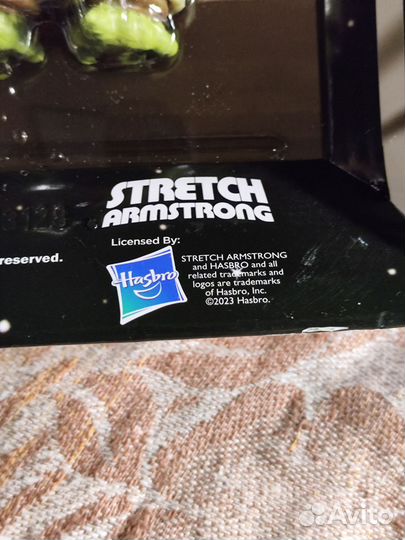 STRETCH
ARMSTRONG
reserved.
Licensed By:
Hasbro
STRETCH ARMSTRONG
and HASBRO and all
related trademarks and
logos are trademarks
of Hasbro, Inc.
©2023 Hasbro.
Avito